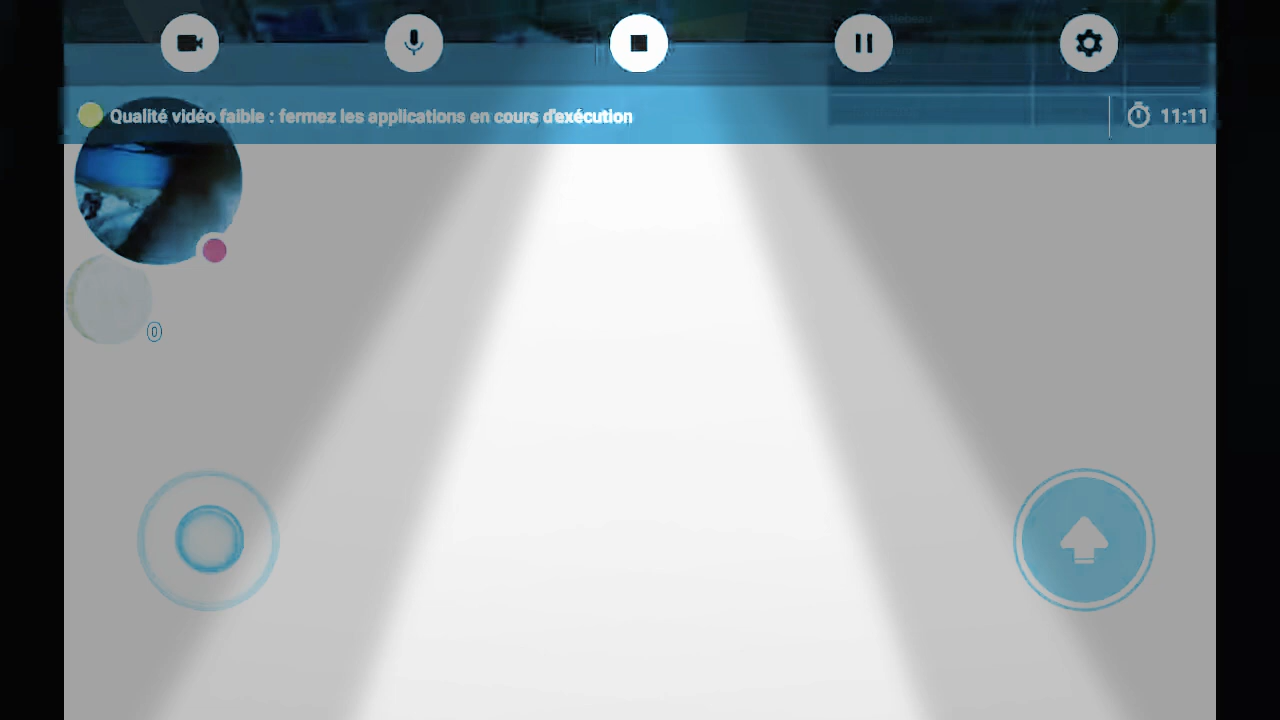 Qualité vidéo faible : fermez les applications en cours d'exécution
11:11
0